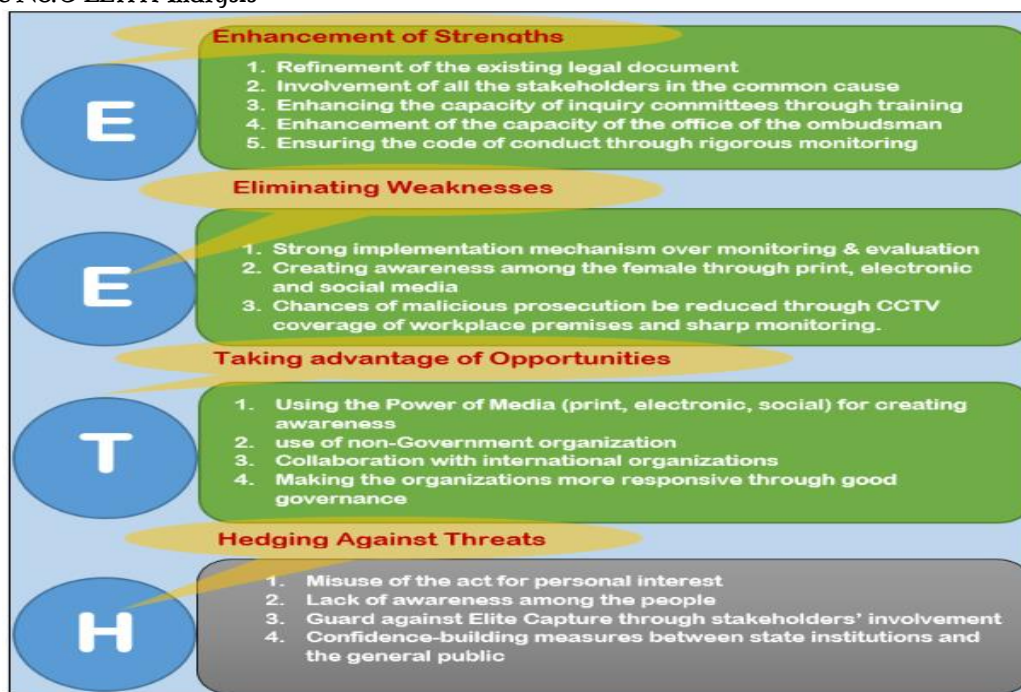 Enhancement of Strengths
E
1. Refinement of the existing legal document
2. Involvement of all the stakeholders in the common cause
3. Enhancing the capacity of inquiry committees through training
4. Enhancement of the capacity of the office of the ombudsman
5. Ensuring the code of conduct through rigorous monitoring
Eliminating Weaknesses
E
1. Strong implementation mechanism over monitoring & evaluation
2. Creating awareness among the female through print, electronic
and social media
3. Chances of malicious prosecution be reduced through CCTV
coverage of workplace premises and sharp monitoring.
Taking advantage of Opportunities
T
1. Using the Power of Media (print, electronic, social) for creating
awareness
2. use of non-Government organization
3. Collaboration with international organizations
4. Making the organizations more responsive through good
governance
Hedging Against Threats
H
1. Misuse of the act for personal interest
2. Lack of awareness among the people
3. Guard against Elite Capture through stakeholders' involvement
4. Confidence-building measures between state institutions and
the general public